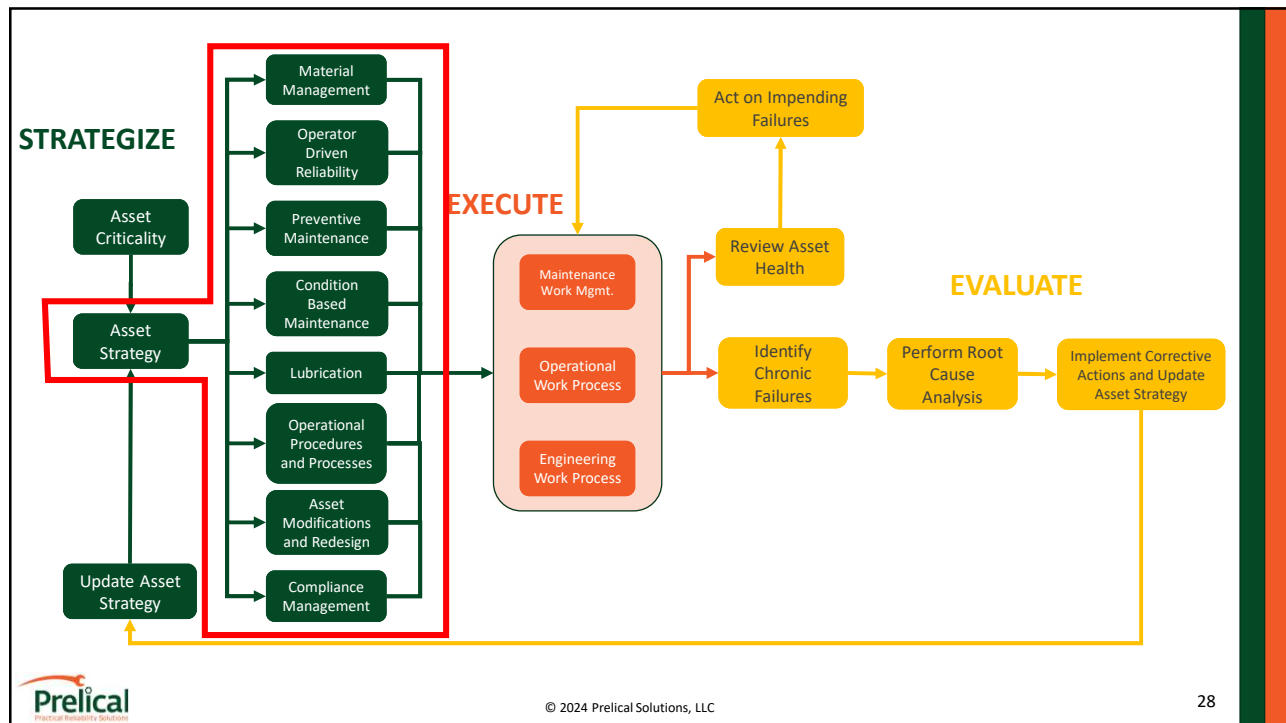 STRATEGIZE
Asset
Criticality
Asset
Strategy
Update Asset
Strategy
Material
Management
Operator
Driven
Reliability
Preventive
Maintenance
Condition
Based
Maintenance
Lubrication
Operational
Procedures
and Processes
Asset
Modifications
and Redesign
Compliance
Management
EXECUTE
Maintenance
Work Mgmt.
Operational
Work Process
Engineering
Work Process
Act on Impending
Failures
Review Asset
Health
EVALUATE
Identify
Chronic
Failures
Perform Root
Cause
Analysis
Implement Corrective
Actions and Update
Asset Strategy
Prelical
Practical Reliability Solutions
© 2024 Prelical Solutions, LLC
28